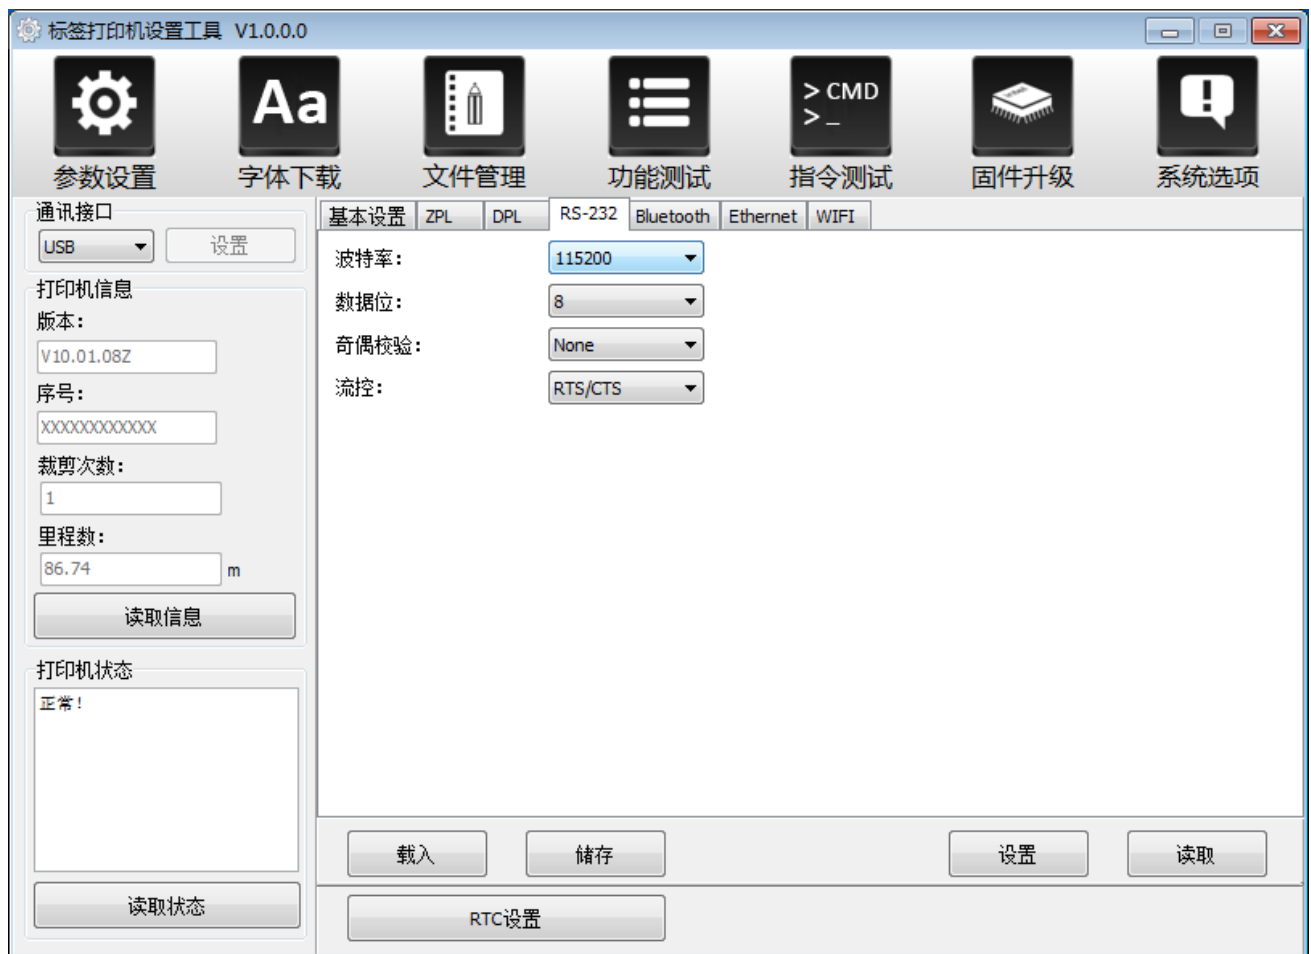 标签打印机设置工具 V1.0.0.0
Aa
> CMD
> _
参数设置 字体下载 文件管理 功能测试 指令测试 固件升级 系统选项
通讯接口
USB 设置
打印机信息
版本:
V10.01.08Z
序号:
XXXXXXXXXXXX
裁剪次数:
1
里程数:
86.74 m
读取信息
打印机状态
正常!
读取状态
基本设置 ZPL DPL RS-232 Bluetooth Ethernet WIFI
波特率: 115200
数据位: 8
奇偶校验: None
流控: RTS/CTS
载入 储存 设置 读取
RTC设置